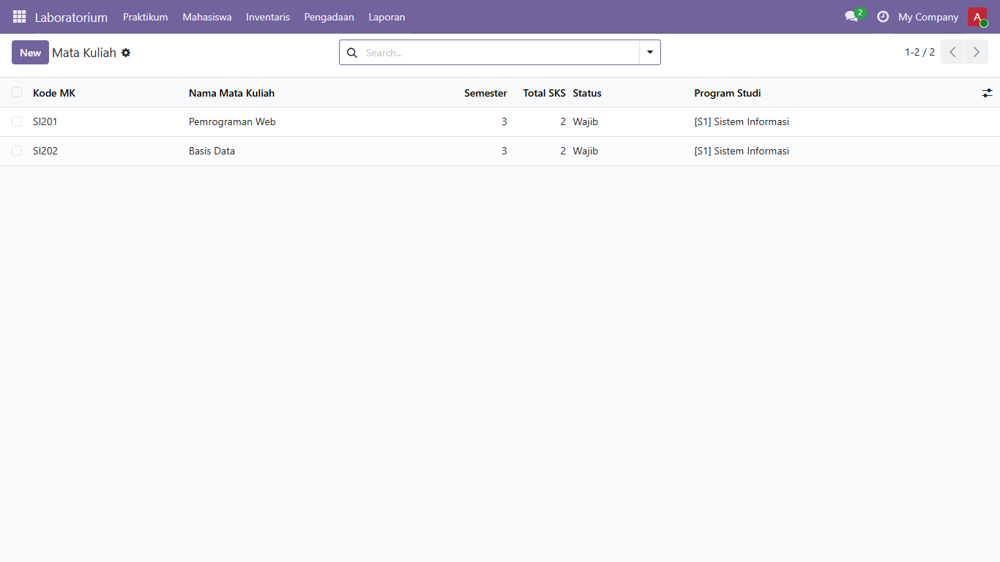 Laboratorium Praktikum Mahasiswa Inventaris Pengadaan Laporan 2 My Company A
New Mata Kuliah Search... 1-2 / 2
Kode MK Nama Mata Kuliah Semester Total SKS Status Program Studi
SI201 Pemrograman Web 3 2 Wajib [S1] Sistem Informasi
SI202 Basis Data 3 2 Wajib [S1] Sistem Informasi